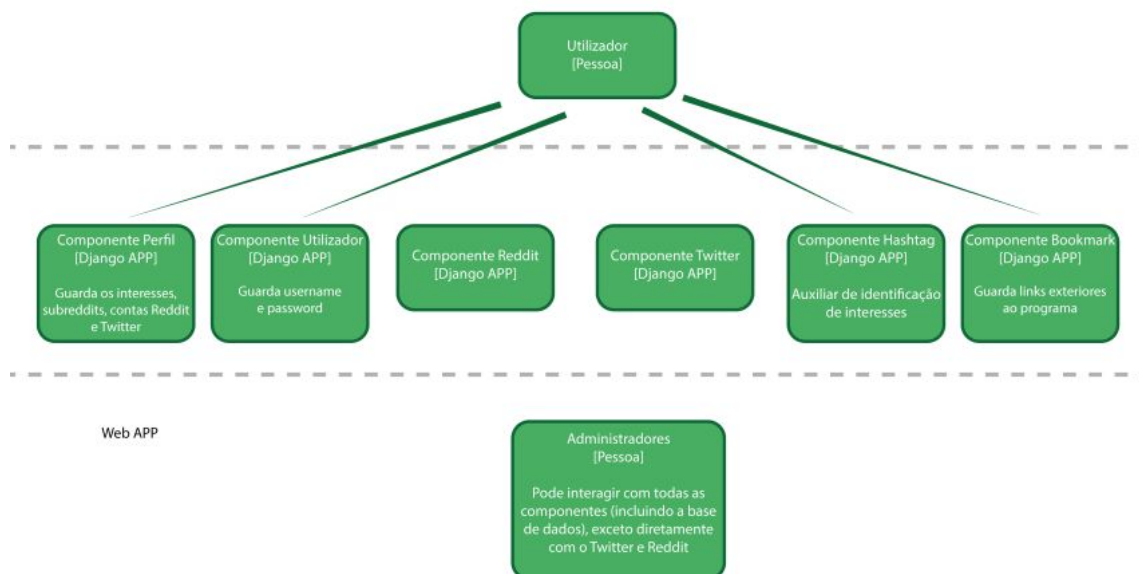 Utilizador
[Pessoa]
Componente Perfil
[Django APP]
Guarda os interesses,
subreddits, contas Reddit
e Twitter
Componente Utilizador
[Django APP]
Guarda username
e password
Componente Reddit
[Django APP]
Componente Twitter
[Django APP]
Componente Hashtag
[Django APP]
Auxiliar de identificação
de interesses
Componente Bookmark
[Django APP]
Guarda links exteriores
ao programa
Web APP
Administradores
[Pessoa]
Pode interagir com todas as
componentes (incluindo a base
de dados), exceto diretamente
com o Twitter e Reddit